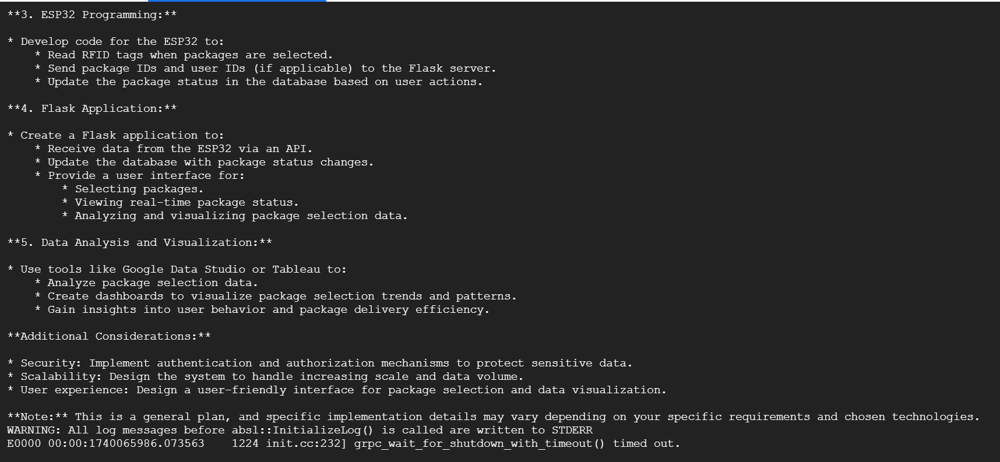 **3. ESP32 Programming:**
* Develop code for the ESP32 to:
* Read RFID tags when packages are selected.
* Send package IDs and user IDs (if applicable) to the Flask server.
* Update the package status in the database based on user actions.
**4. Flask Application:**
* Create a Flask application to:
* Receive data from the ESP32 via an API.
* Update the database with package status changes.
* Provide a user interface for:
* Selecting packages.
* Viewing real-time package status.
* Analyzing and visualizing package selection data.
**5. Data Analysis and Visualization:**
* Use tools like Google Data Studio or Tableau to:
* Analyze package selection data.
* Create dashboards to visualize package selection trends and patterns.
* Gain insights into user behavior and package delivery efficiency.
**Additional Considerations:**
* Security: Implement authentication and authorization mechanisms to protect sensitive data.
* Scalability: Design the system to handle increasing scale and data volume.
* User experience: Design a user-friendly interface for package selection and data visualization.
**Note:** This is a general plan, and specific implementation details may vary depending on your specific requirements and chosen technologies.
WARNING: All log messages before absl::InitializeLog() is called are written to STDERR
E0000 00:00:1740065986.073563    1224 init.cc:232] grpc_wait_for_shutdown_with_timeout() timed out.